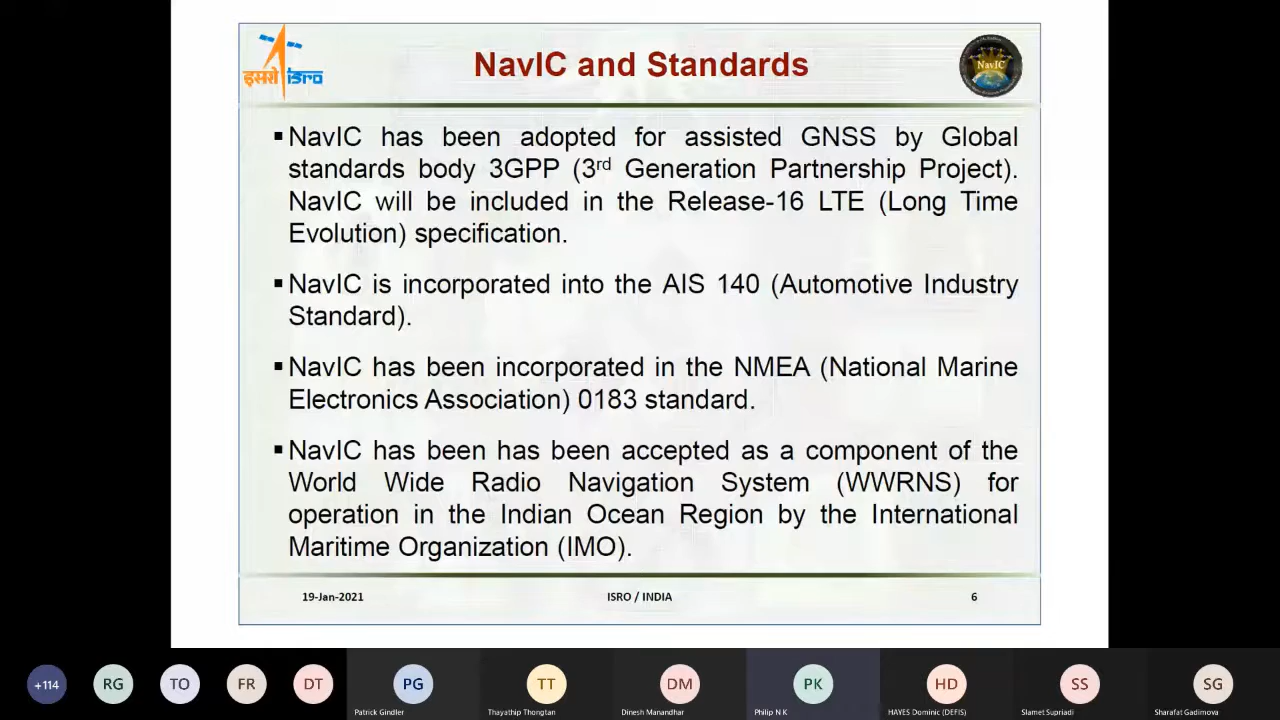 इसरो isro
NavIC and Standards
NavIC
▪ NavIC has been adopted for assisted GNSS by Global
standards body 3GPP (3rd Generation Partnership Project).
NavIC will be included in the Release-16 LTE (Long Time
Evolution) specification.
▪ NavIC is incorporated into the AIS 140 (Automotive Industry
Standard).
▪ NavIC has been incorporated in the NMEA (National Marine
Electronics Association) 0183 standard.
▪ NavIC has been has been accepted as a component of the
World Wide Radio Navigation System (WWRNS) for
operation in the Indian Ocean Region by the International
Maritime Organization (IMO).
19-Jan-2021 ISRO / INDIA 6
+114 RG TO FR DT PG TT DM PK HD SS SG
Patrick Gindler Thayathip Thongtan Dinesh Manandhar Philip N K HAYES Dominic (DEFIS) Slamet Supriadi Sharafat Gadimova